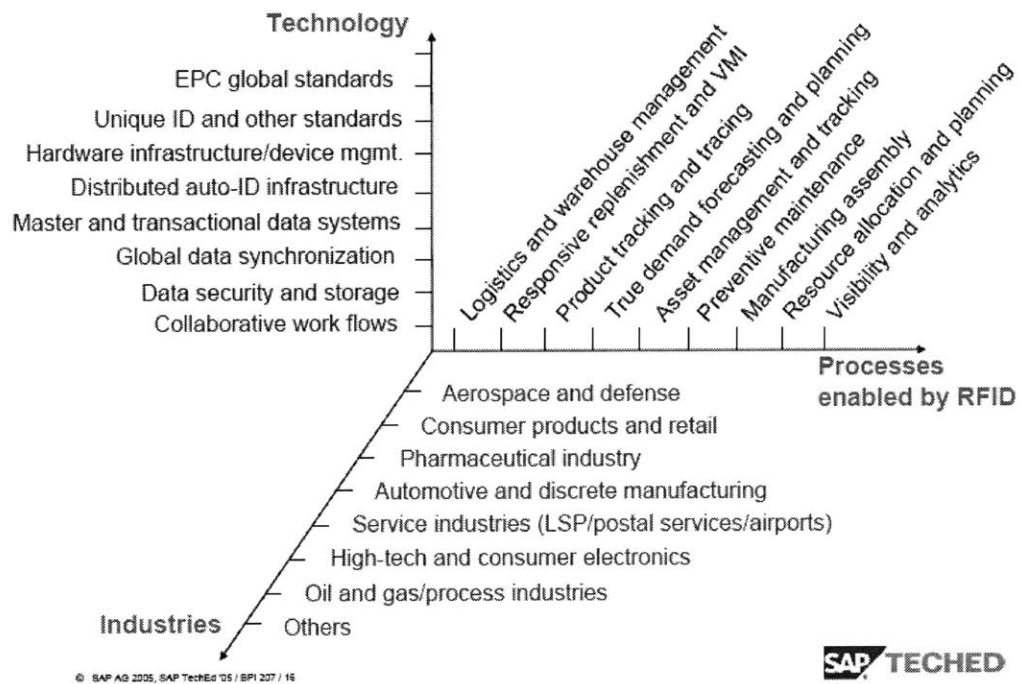 Technology
EPC global standards
Unique ID and other standards
Hardware infrastructure/device mgmt.
Distributed auto-ID infrastructure
Master and transactional data systems
Global data synchronization
Data security and storage
Collaborative work flows
Logistics and warehouse management
Responsive replenishment and VMI
Product tracking and tracing
True demand forecasting and planning
Asset management and tracking
Preventive maintenance
Manufacturing assembly
Resource allocation and planning
Visibility and analytics
Processes
enabled by RFID
Aerospace and defense
Consumer products and retail
Pharmaceutical industry
Automotive and discrete manufacturing
Service industries (LSP/postal services/airports)
High-tech and consumer electronics
Oil and gas/process industries
Others
Industries
© SAP AG 2005, SAP TechEd '05 / BPI 207 / 16
SAP TECHED